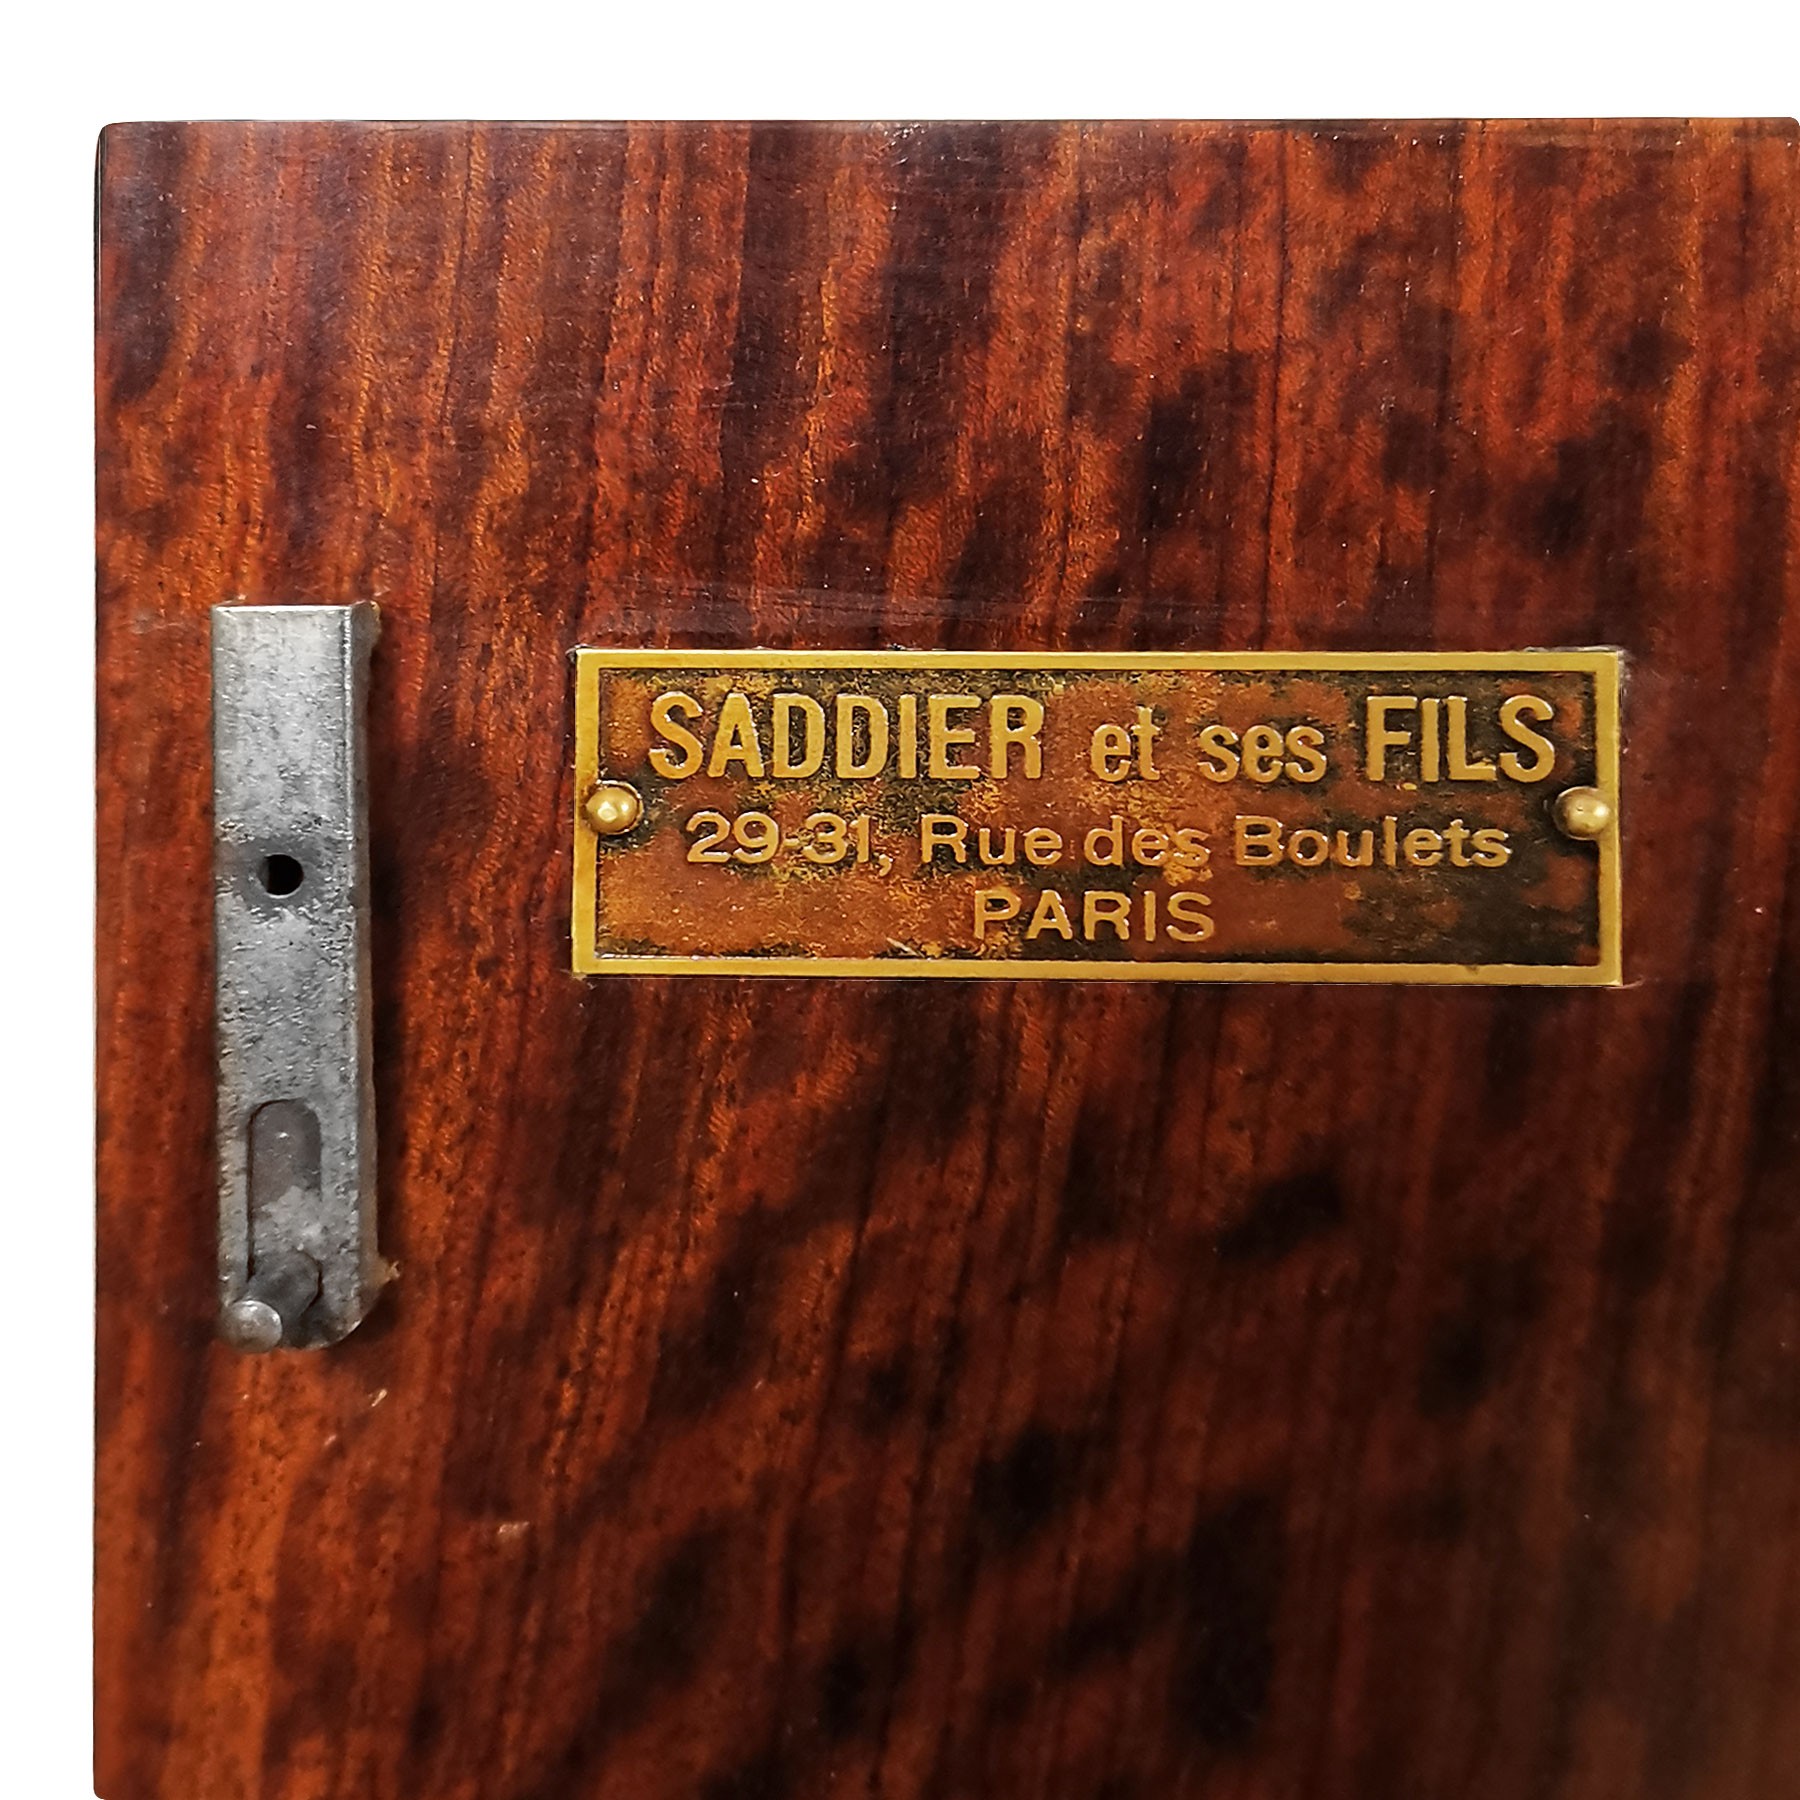 SADDIER et ses FILS
29-31, Rue des Boulets
PARIS